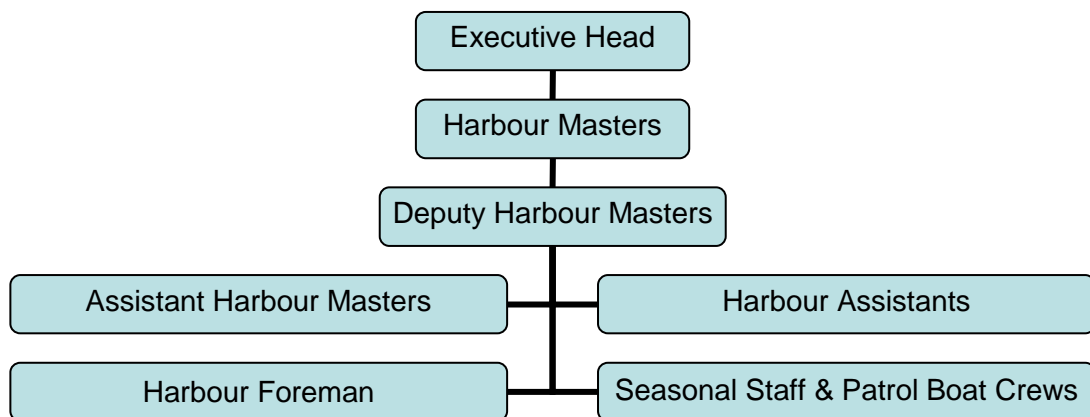 Executive Head
Harbour Masters
Deputy Harbour Masters
Assistant Harbour Masters
Harbour Assistants
Harbour Foreman
Seasonal Staff & Patrol Boat Crews